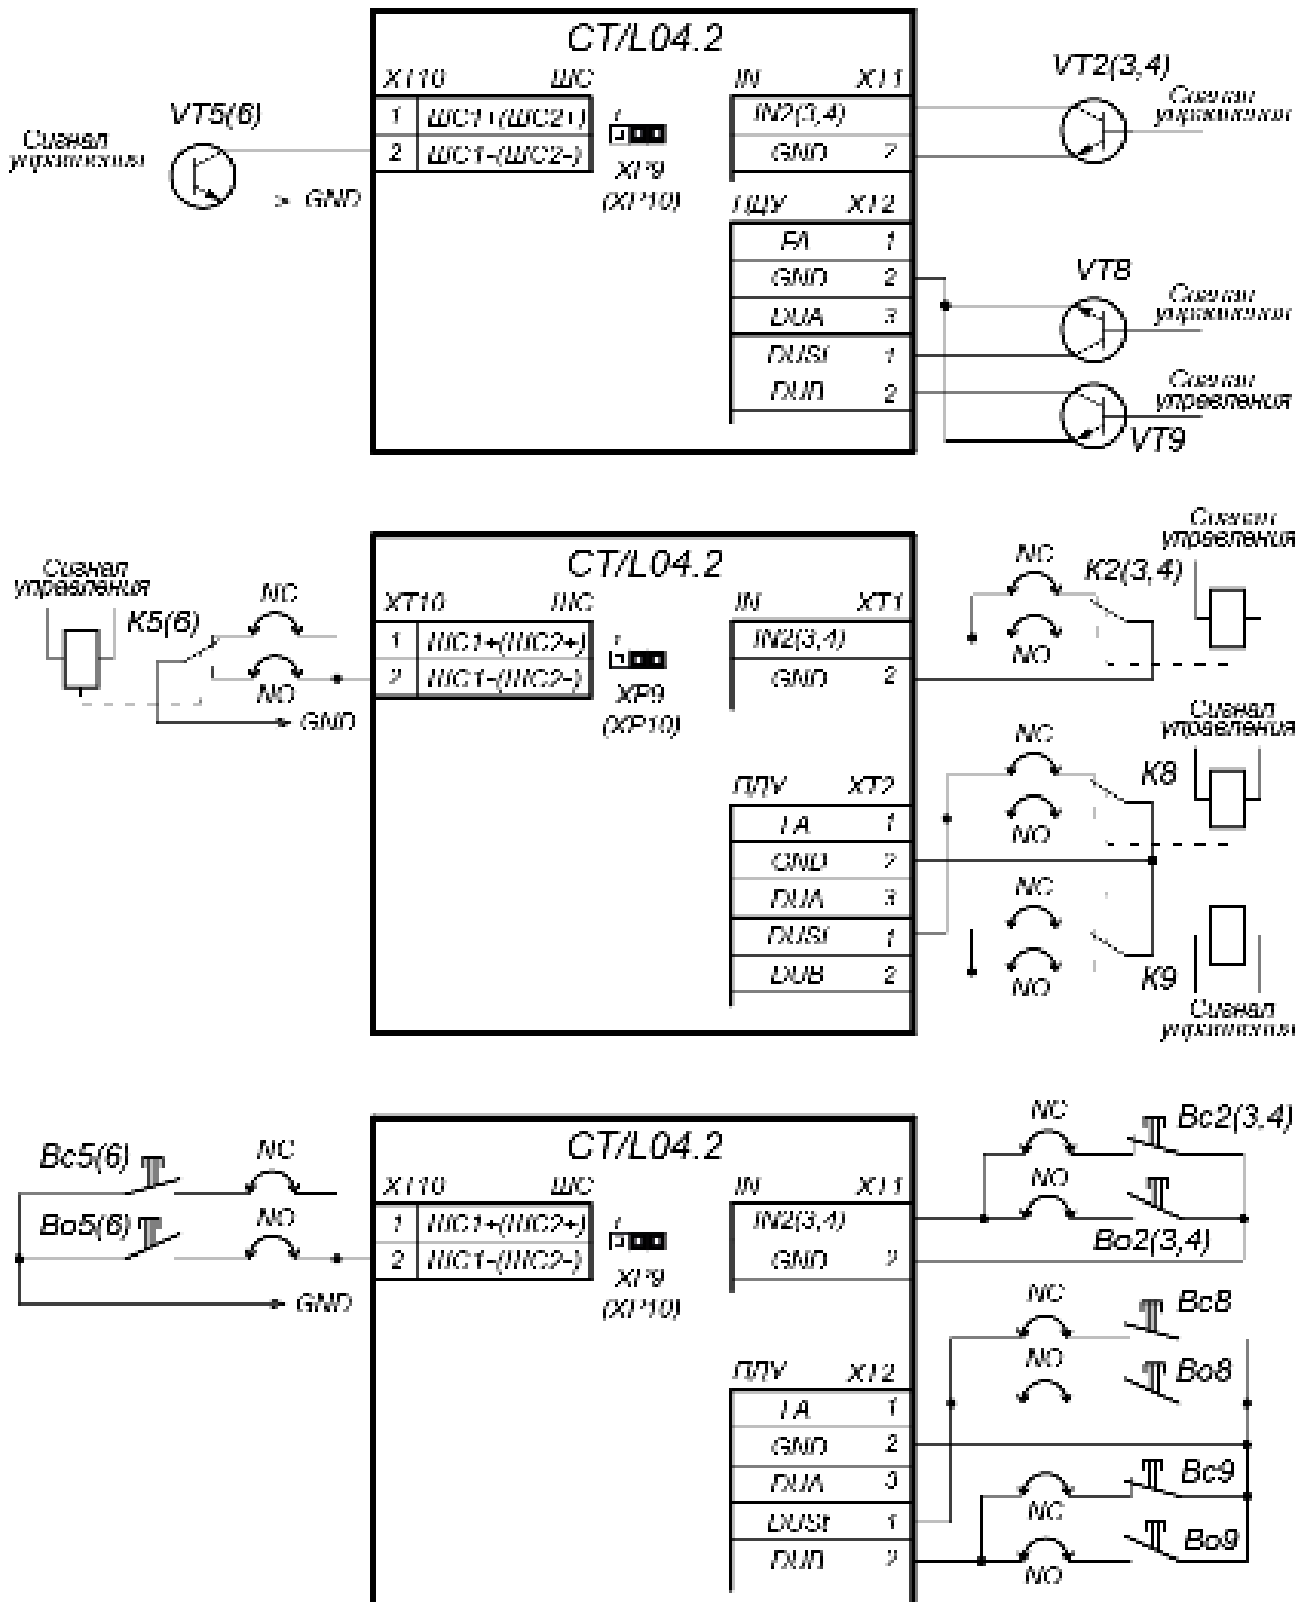 CT/L04.2
XT10 ШС
IN XT1
VT2(3,4)
Сигнал
управления
VT5(6)
Сигнал
управления
1 ШС1+(ШС2+)
2 ШС1-(ШС2-)
1
XP9
(XP10)
IN2(3,4)
GND 2
GND
ПДУ XT2
FA 1
GND 2
DUA 3
DUSt 1
DUB 2
VT8
Сигнал
управления
Сигнал
управления
VT9
CT/L04.2
Сигнал
управления
K5(6)
NC
NO
GND
XT10 ШС
1 ШС1+(ШС2+)
2 ШС1-(ШС2-)
1
XP9
(XP10)
IN XT1
IN2(3,4)
GND 2
NC
NO
K2(3,4)
Сигнал
управления
ПДУ XT2
FA 1
GND 2
DUA 3
DUSt 1
DUB 2
NC
NO
K8
Сигнал
управления
NC
NO
K9
Сигнал
управления
CT/L04.2
Bc5(6)
NC
Bo5(6)
NO
GND
XT10 ШС
1 ШС1+(ШС2+)
2 ШС1-(ШС2-)
1
XP9
(XP10)
IN XT1
IN2(3,4)
GND 2
NC
Bc2(3,4)
NO
Bo2(3,4)
ПДУ XT2
FA 1
GND 2
DUA 3
DUSt 1
DUB 2
NC
Bc8
NO
Bo8
Bc9
NC
Bo9
NO